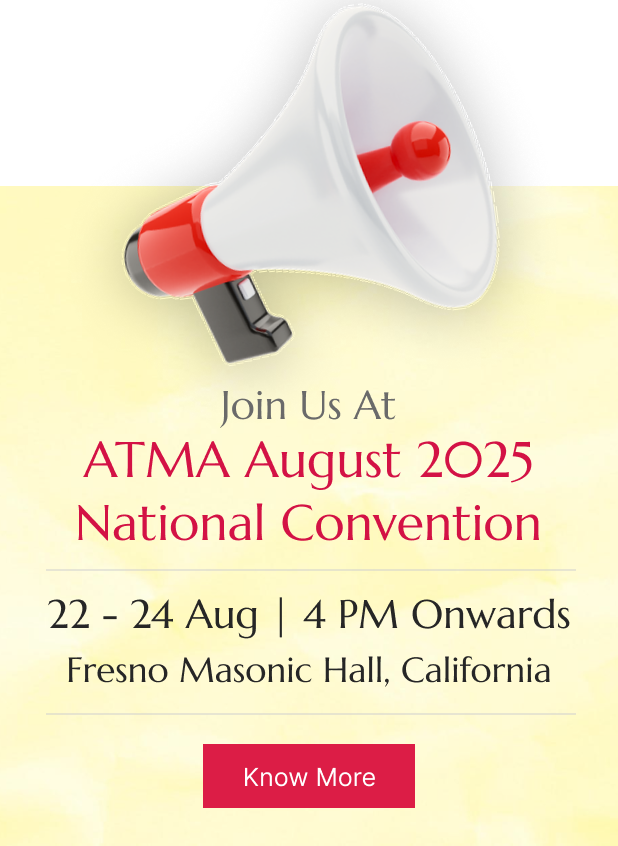 Join Us At
ATMA August 2025
National Convention
22 - 24 Aug | 4 PM Onwards
Fresno Masonic Hall, California
Know More